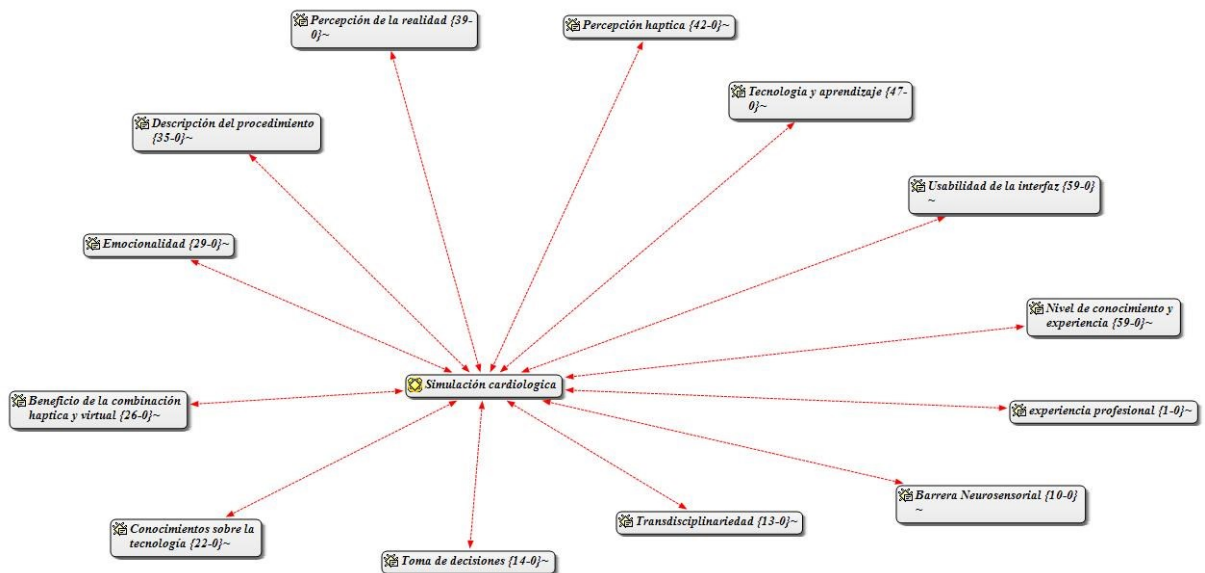 Percepción de la realidad {39-
0}~
Percepción haptica {42-0}~
Tecnologia y aprendizaje {47-
0}~
Descripción del procedimiento
{35-0}~
Usabilidad de la interfaz {59-0}
~
Emocionalidad {29-0}~
Nivel de conocimiento y
experiencia {59-0}~
Simulación cardiologica
Beneficio de la combinación
haptica y virtual {26-0}~
experiencia profesional {1-0}~
Barrera Neurosensorial {10-0}
~
Transdisciplinariedad {13-0}~
Conocimientos sobre la
tecnología {22-0}~
Toma de decisiones {14-0}~